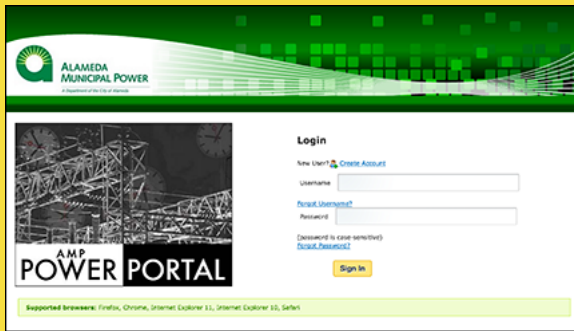 ALAMEDA
MUNICIPAL POWER
A Department of the City of Alameda
Login
New User? Create Account
Username
Forgot Username?
Password
(password is case-sensitive)
Forgot Password?
Sign In
AMP
POWER PORTAL
Supported browsers: Firefox, Chrome, Internet Explorer 11, Internet Explorer 10, Safari